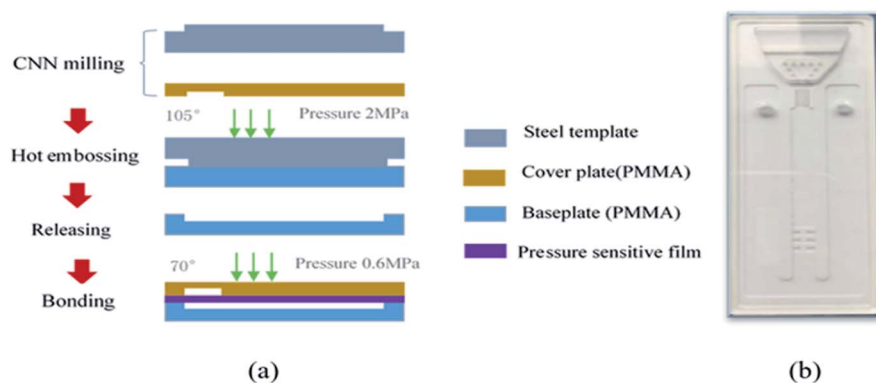 CNN milling
105°
Pressure 2MPa
Hot embossing
Releasing
70°
Pressure 0.6MPa
Bonding
Steel template
Cover plate(PMMA)
Baseplate (PMMA)
Pressure sensitive film
(a)
(b)